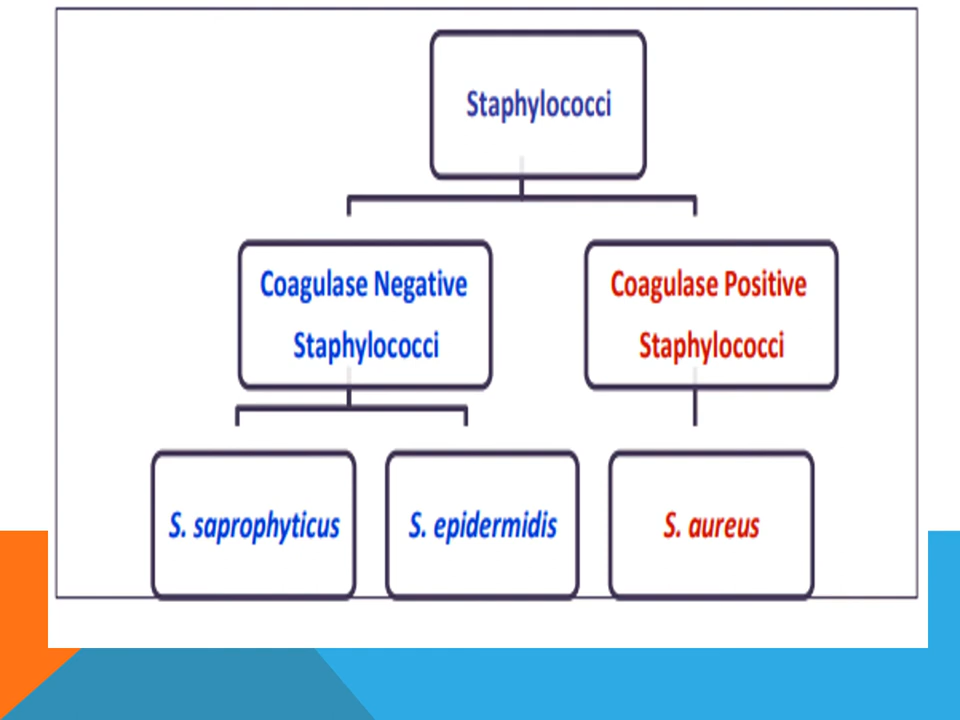 Staphylococci
Coagulase Negative
Staphylococci
Coagulase Positive
Staphylococci
S. saprophyticus
S. epidermidis
S. aureus